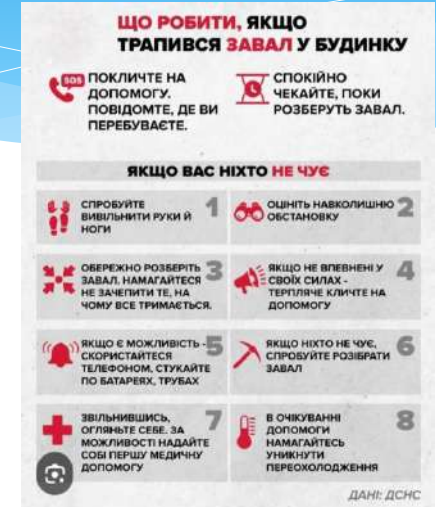 ЩО РОБИТИ, ЯКЩО
ТРАПИВСЯ ЗАВАЛ У БУДИНКУ
SOS
ПОКЛИЧТЕ НА
ДОПОМОГУ.
ПОВІДОМТЕ, ДЕ ВИ
ПЕРЕБУВАЄТЕ.
СПОКІЙНО
ЧЕКАЙТЕ, ПОКИ
РОЗБЕРУТЬ ЗАВАЛ.
ЯКЩО ВАС НІХТО НЕ ЧУЄ
СПРОБУЙТЕ
ВИВІЛЬНИТИ РУКИ Й
НОГИ
1
ОЦІНІТЬ НАВКОЛИШНЮ
ОБСТАНОВКУ
2
ОБЕРЕЖНО РОЗБЕРІТЬ
ЗАВАЛ, НАМАГАЙТЕСЯ
НЕ ЗАЧЕПИТИ ТЕ, НА
ЧОМУ ВСЕ ТРИМАЄТЬСЯ.
3
ЯКЩО НЕ ВПЕВНЕНІ У
СВОЇХ СИЛАХ -
ТЕРПЛЯЧЕ КЛИЧТЕ НА
ДОПОМОГУ
4
ЯКЩО Є МОЖЛИВІСТЬ -
СКОРИСТАЙТЕСЯ
ТЕЛЕФОНОМ, СТУКАЙТЕ
ПО БАТАРЕЯХ, ТРУБАХ
5
ЯКЩО НІХТО НЕ ЧУЄ,
СПРОБУЙТЕ РОЗІБРАТИ
ЗАВАЛ
6
ЗВІЛЬНИВШИСЬ,
ОГЛЯНЬТЕ СЕБЕ. ЗА
МОЖЛИВОСТІ НАДАЙТЕ
СОБІ ПЕРШУ МЕДИЧНУ
ДОПОМОГУ
7
В ОЧІКУВАННІ
ДОПОМОГИ
НАМАГАЙТЕСЬ
УНИКНУТИ
ПЕРЕОХОЛОДЖЕННЯ
8
ДАНІ: ДСНС